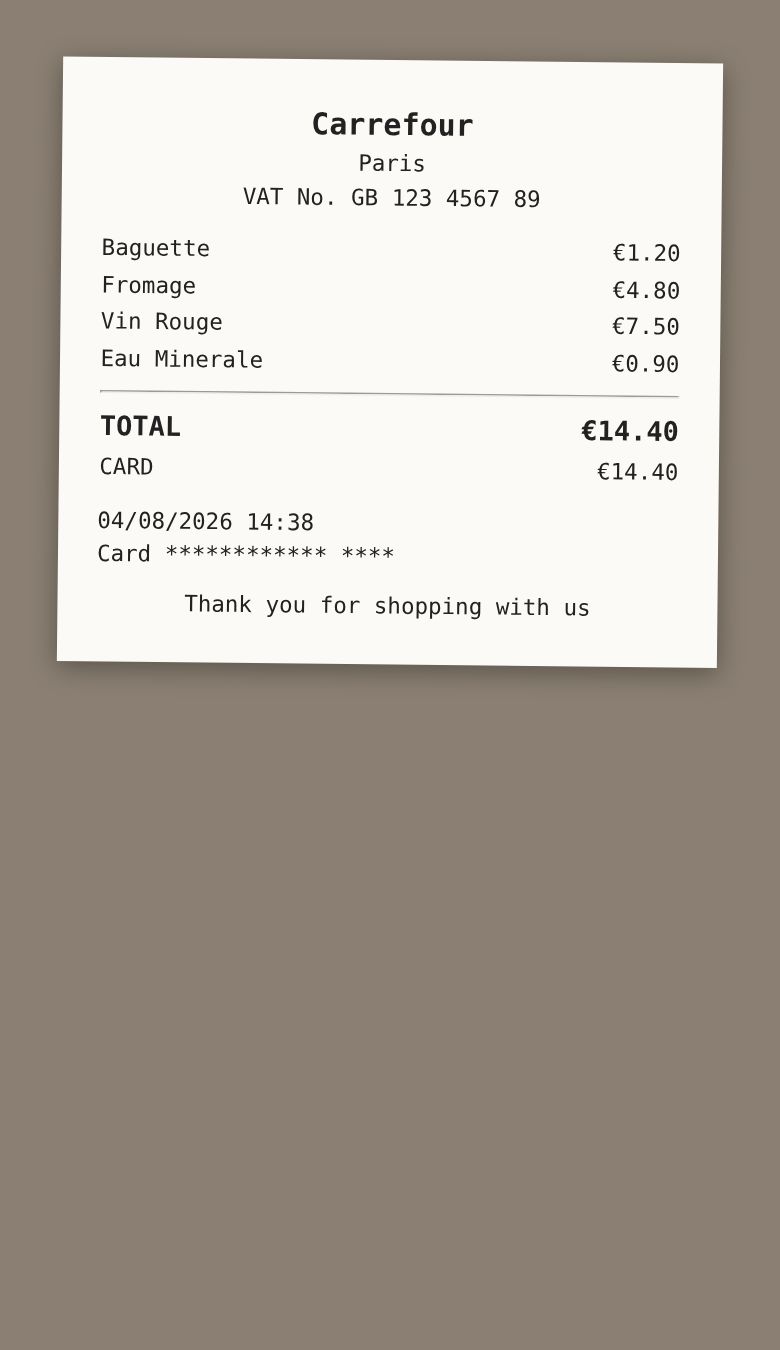 Carrefour
Paris
VAT No. GB 123 4567 89
Baguette €1.20
Fromage €4.80
Vin Rouge €7.50
Eau Minerale €0.90
TOTAL €14.40
CARD €14.40
04/08/2026 14:38
Card ************ ****
Thank you for shopping with us